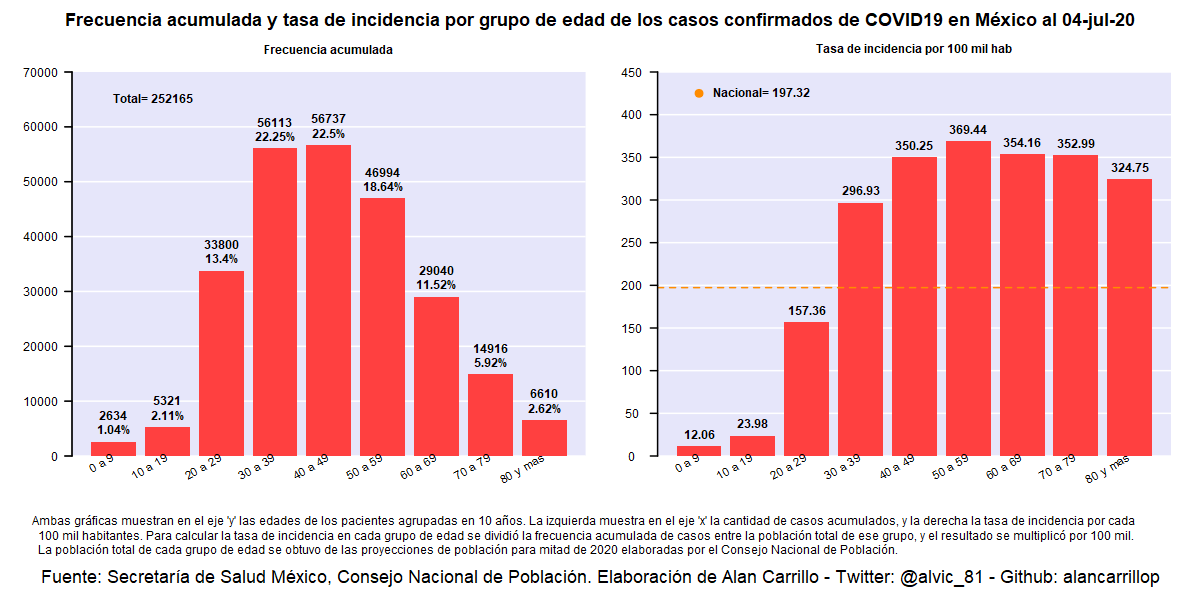 Frecuencia acumulada y tasa de incidencia por grupo de edad de los casos confirmados de COVID19 en México al 04-jul-20
Frecuencia acumulada
70000
60000
50000
40000
30000
20000
10000
0
Total= 252165
2634
1.04%
5321
2.11%
33800
13.4%
56113
22.25%
56737
22.5%
46994
18.64%
29040
11.52%
14916
5.92%
6610
2.62%
0 a 9
10 a 19
20 a 29
30 a 39
40 a 49
50 a 59
60 a 69
70 a 79
80 y mas
Tasa de incidencia por 100 mil hab
450
400
350
300
250
200
150
100
50
0
Nacional= 197.32
12.06
23.98
157.36
296.93
350.25
369.44
354.16
352.99
324.75
0 a 9
10 a 19
20 a 29
30 a 39
40 a 49
50 a 59
60 a 69
70 a 79
80 y mas
Ambas gráficas muestran en el eje 'y' las edades de los pacientes agrupadas en 10 años. La izquierda muestra en el eje 'x' la cantidad de casos acumulados, y la derecha la tasa de incidencia por cada
100 mil habitantes. Para calcular la tasa de incidencia en cada grupo de edad se dividió la frecuencia acumulada de casos entre la población total de ese grupo, y el resultado se multiplicó por 100 mil.
La población total de cada grupo de edad se obtuvo de las proyecciones de población para mitad de 2020 elaboradas por el Consejo Nacional de Población.
Fuente: Secretaría de Salud México, Consejo Nacional de Población. Elaboración de Alan Carrillo - Twitter: @alvic_81 - Github: alancarrillop